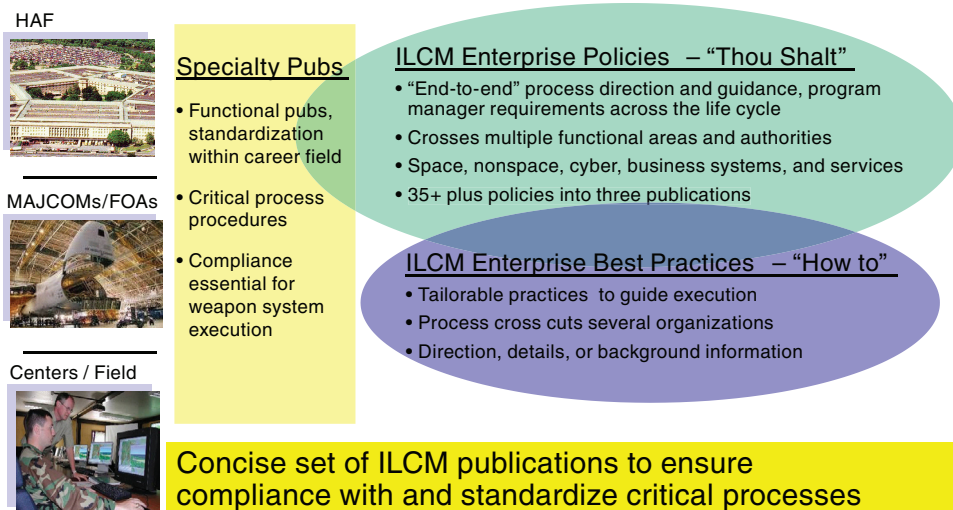 HAF
MAJCOMs/FOAs
Centers / Field
Specialty Pubs
• Functional pubs,
standardization
within career field
• Critical process
procedures
• Compliance
essential for
weapon system
execution
ILCM Enterprise Policies – “Thou Shalt”
• “End-to-end” process direction and guidance, program
manager requirements across the life cycle
• Crosses multiple functional areas and authorities
• Space, nonspace, cyber, business systems, and services
• 35+ plus policies into three publications
ILCM Enterprise Best Practices – “How to”
• Tailorable practices to guide execution
• Process cross cuts several organizations
• Direction, details, or background information
Concise set of ILCM publications to ensure
compliance with and standardize critical processes